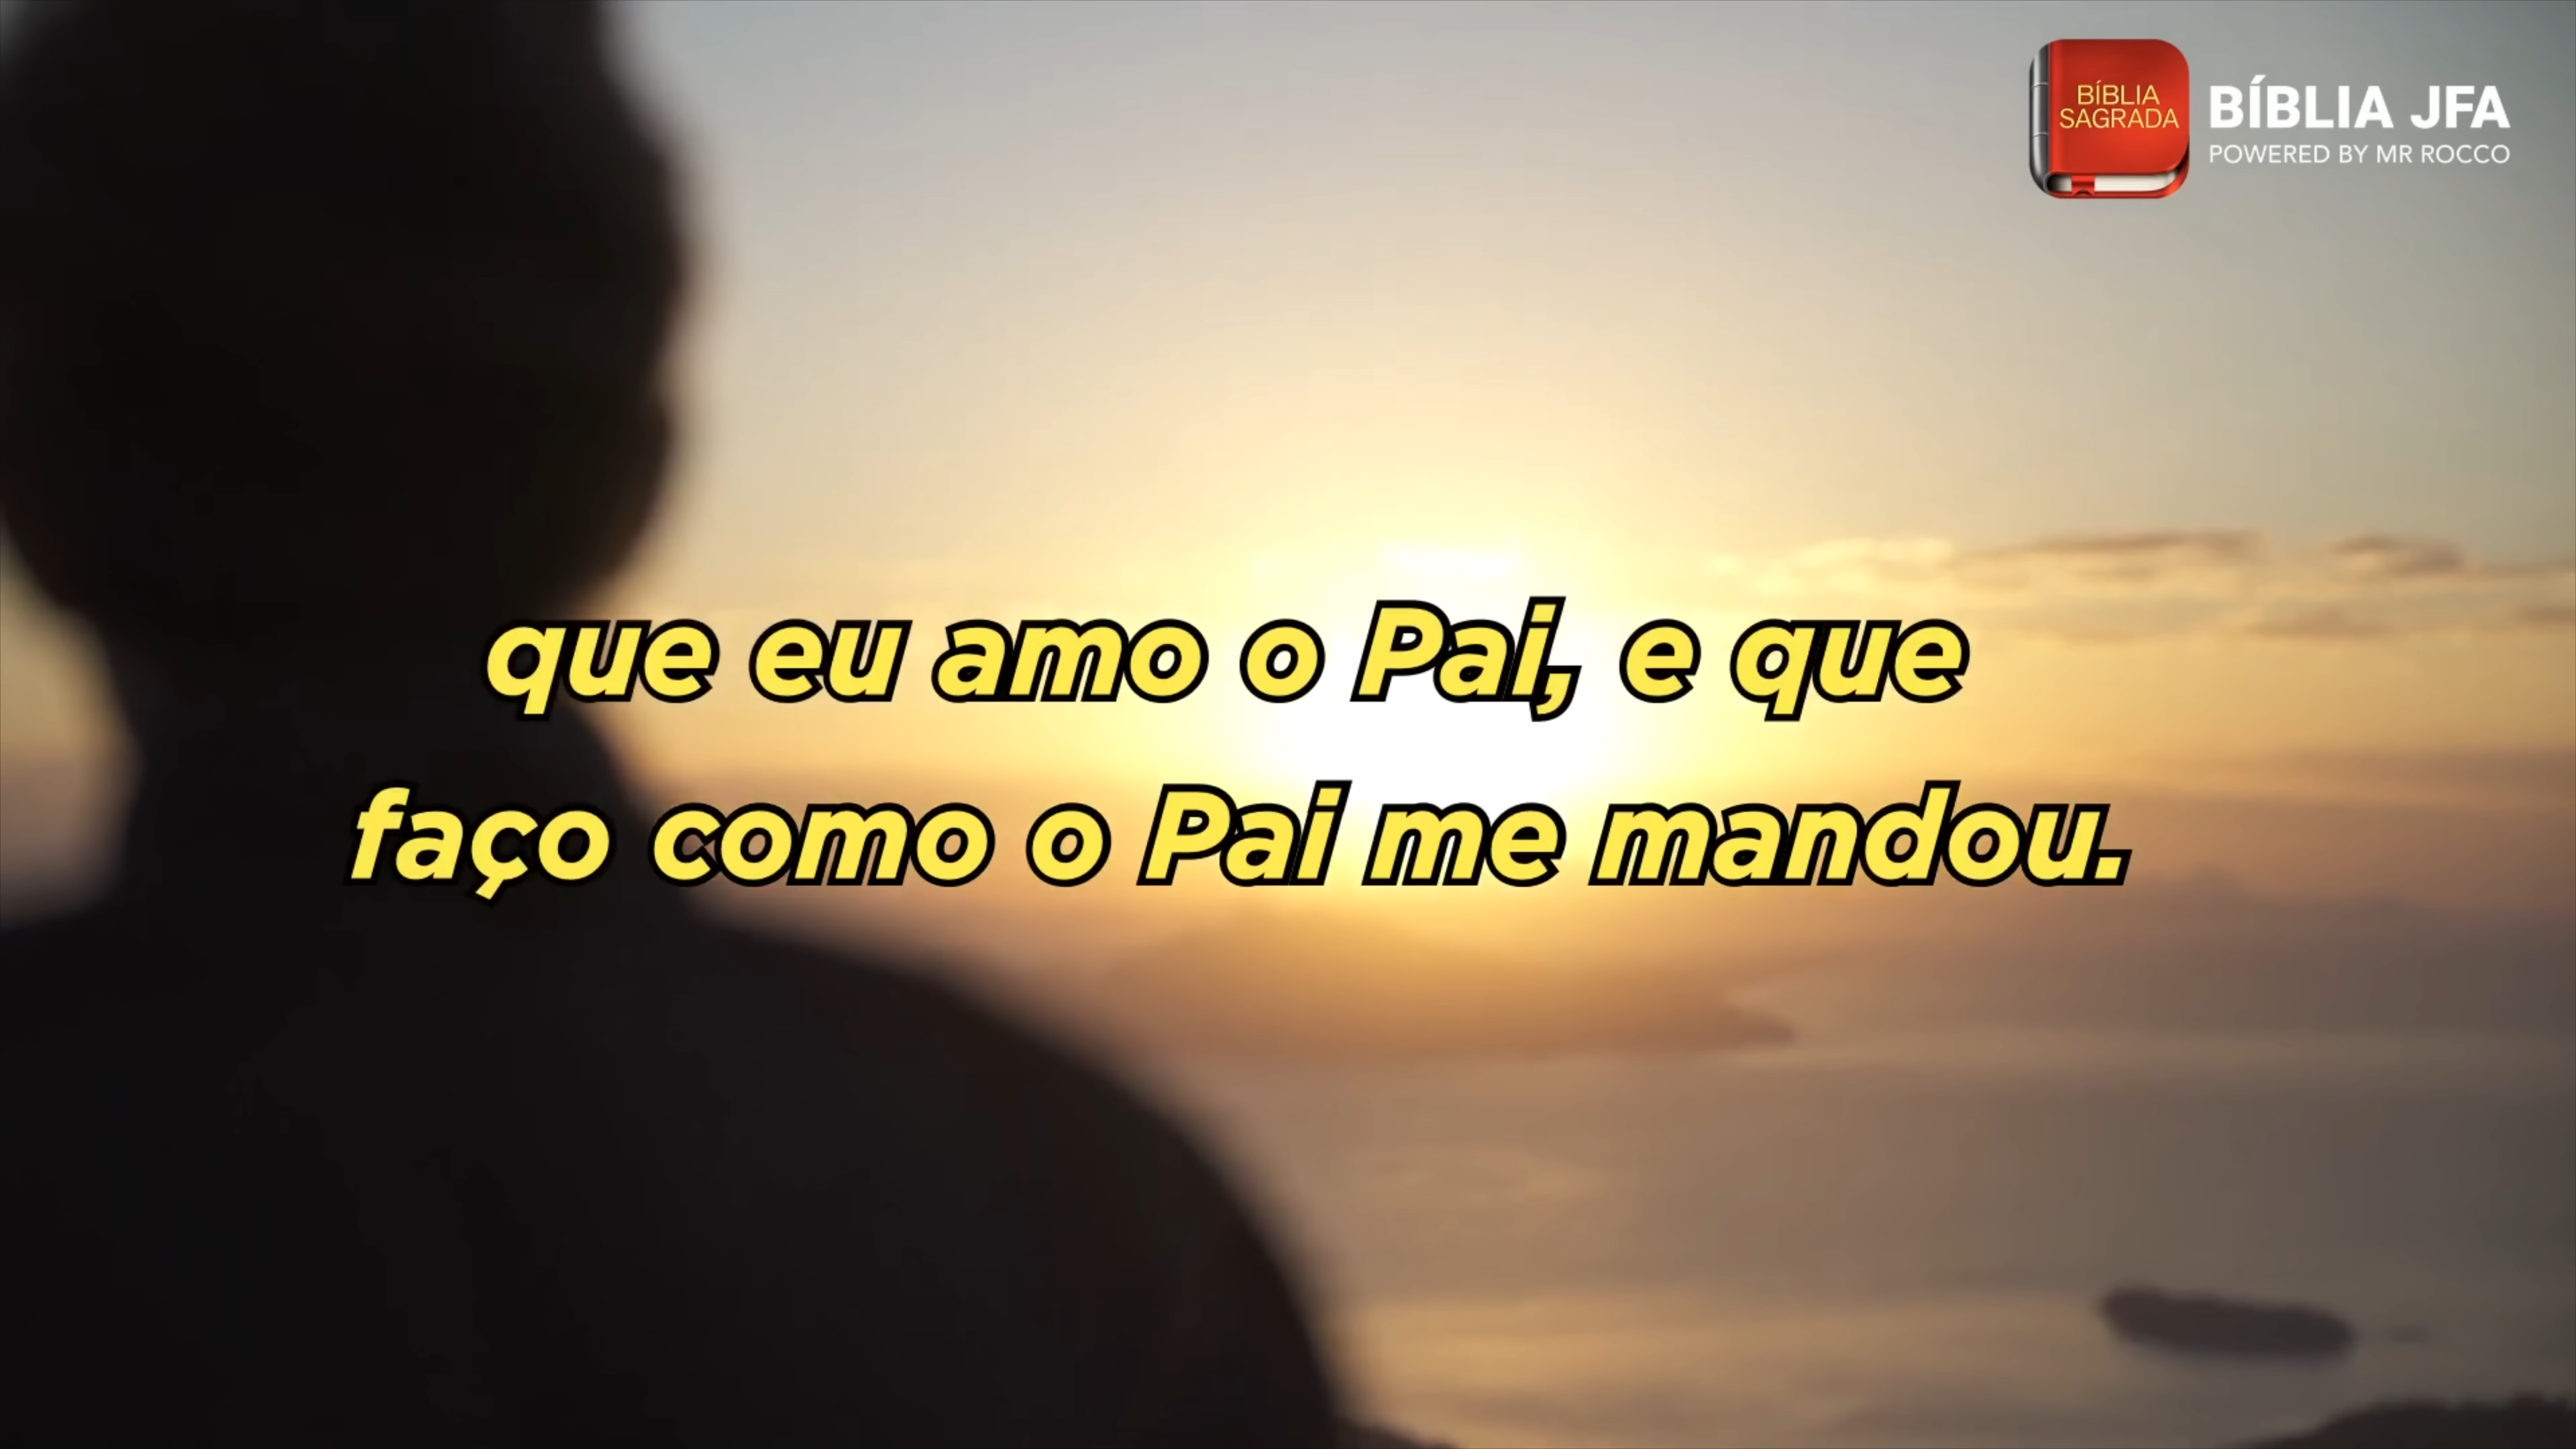 BÍBLIA
SAGRADA
BÍBLIA JFA
POWERED BY MR ROCCO
que eu amo o Pai, e que
faço como o Pai me mandou.